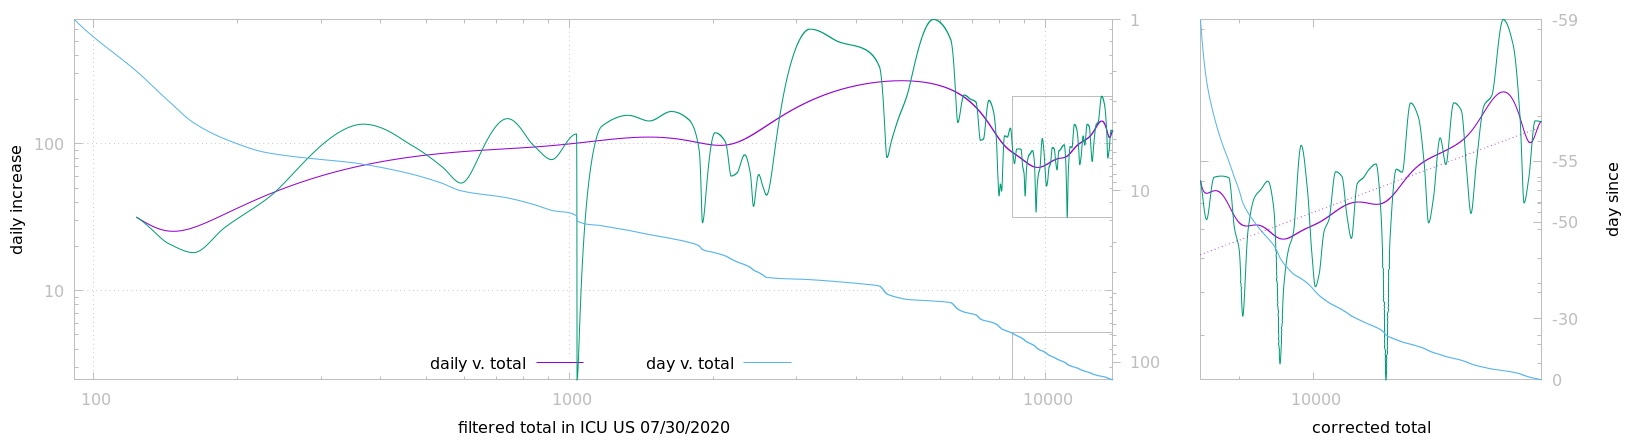 daily increase
100
10
daily v. total
day v. total
100
1000
10000
filtered total in ICU US 07/30/2020
1
10
100
10000
corrected total
-59
-55
-50
-30
0
day since